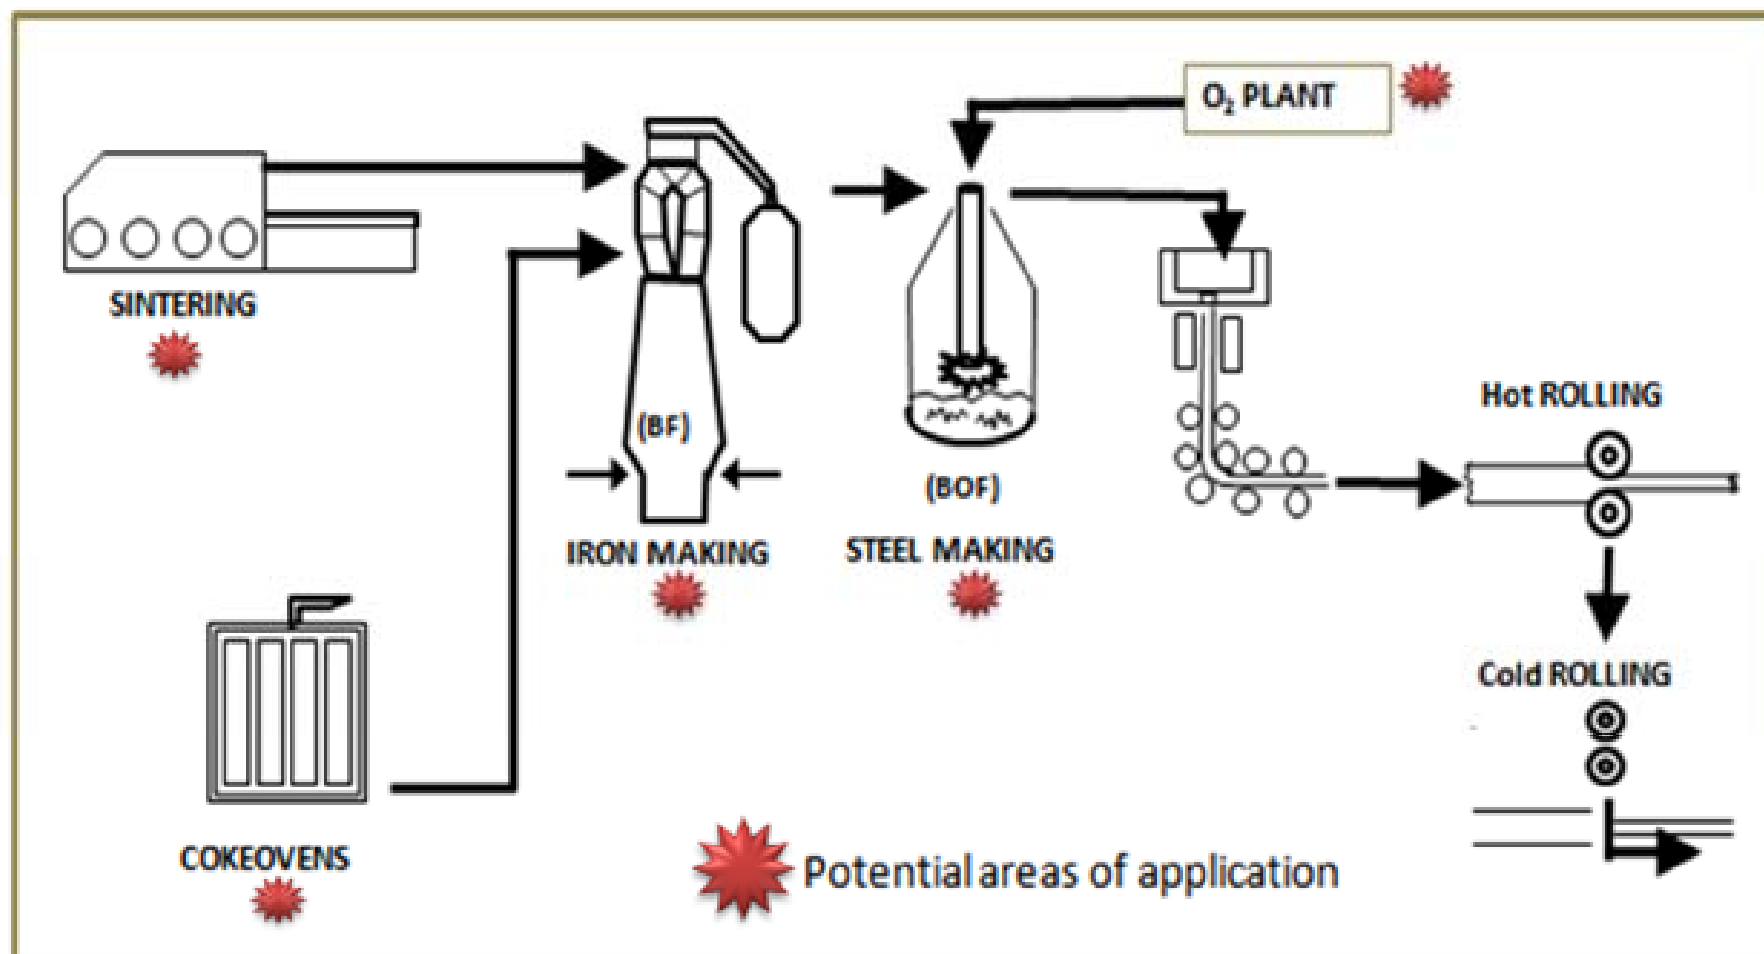 O₂ PLANT
SINTERING
Hot ROLLING
(BF)
(BOF)
IRON MAKING
STEEL MAKING
Cold ROLLING
COKEOVENS
Potential areas of application